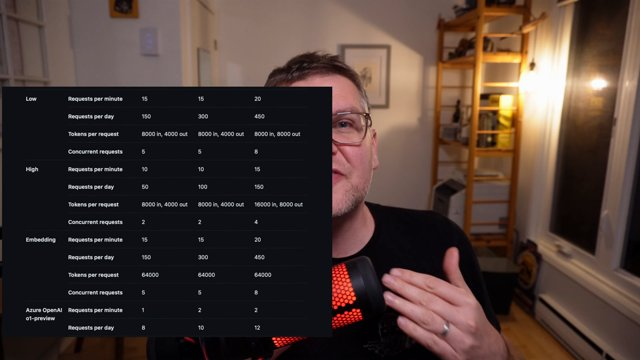 Low Requests per minute 15 15 20
Requests per day 150 300 450
Tokens per request 8000 in, 4000 out 8000 in, 4000 out 8000 in, 8000 out
Concurrent requests 5 5 8
High Requests per minute 10 10 15
Requests per day 50 100 150
Tokens per request 8000 in, 4000 out 8000 in, 4000 out 16000 in, 8000 out
Concurrent requests 2 2 4
Embedding Requests per minute 15 15 20
Requests per day 150 300 450
Tokens per request 64000 64000 64000
Concurrent requests 5 5 8
Azure OpenAI o1-preview Requests per minute 1 2 2
Requests per day 8 10 12